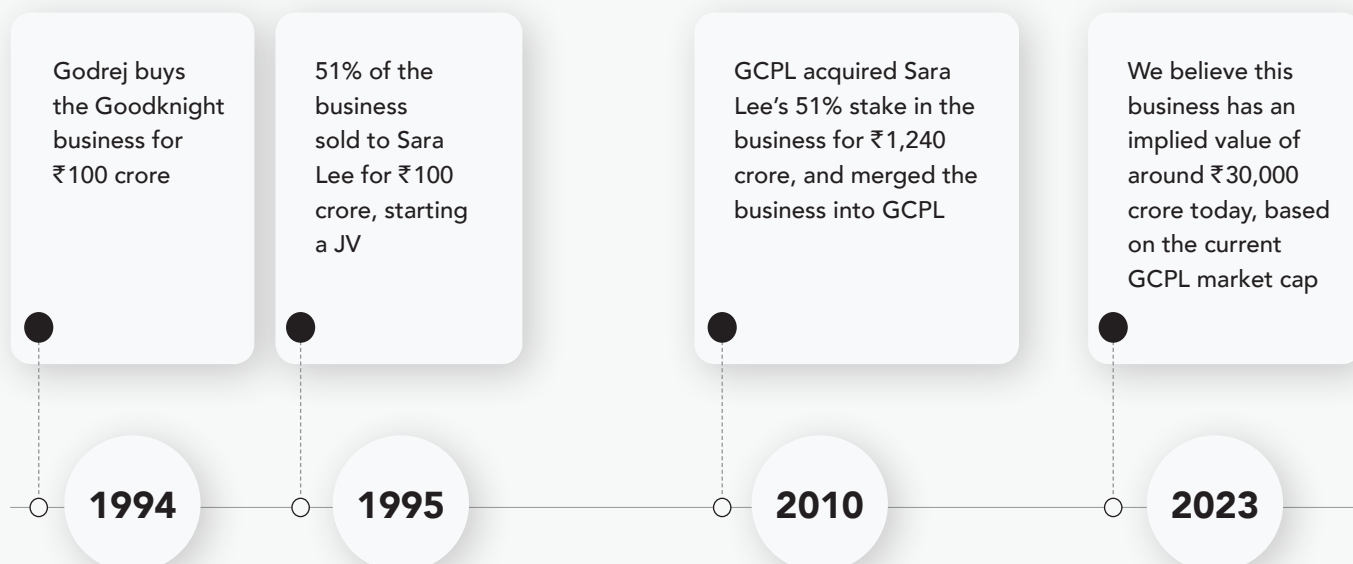 Godrej buys
the Goodknight
business for
₹100 crore
51% of the
business
sold to Sara
Lee for ₹100
crore, starting
a JV
GCPL acquired Sara
Lee’s 51% stake in the
business for ₹1,240
crore, and merged the
business into GCPL
We believe this
business has an
implied value of
around ₹30,000
crore today, based
on the current
GCPL market cap
1994
1995
2010
2023